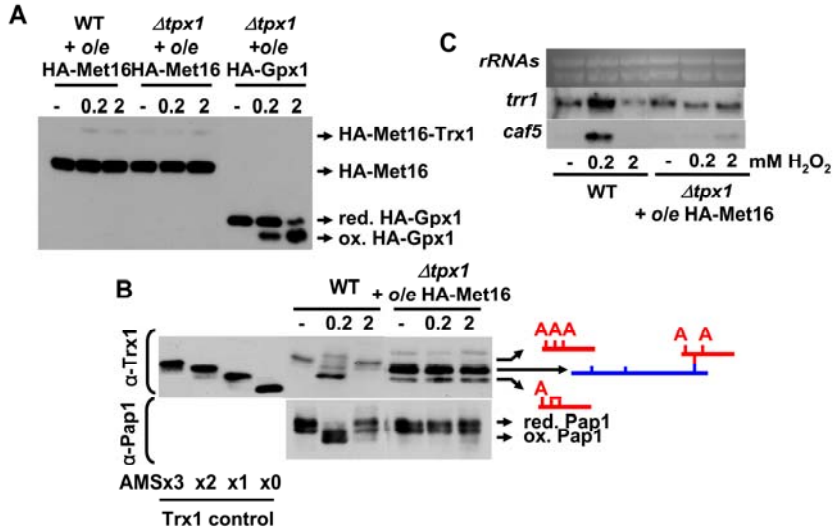 A
WT + o/e HA-Met16
Δtpx1 + o/e HA-Met16
Δtpx1 +o/e HA-Gpx1
- 0.2 2 - 0.2 2 - 0.2 2
HA-Met16-Trx1
HA-Met16
red. HA-Gpx1
ox. HA-Gpx1
C
rRNAs
trr1
caf5
- 0.2 2 - 0.2 2 mM H₂O₂
WT
Δtpx1 + o/e HA-Met16
B
WT
Δtpx1 + o/e HA-Met16
- 0.2 2 - 0.2 2
α-Trx1
AAA
A A
A
α-Pap1
red. Pap1
ox. Pap1
AMSx3 x2 x1 x0
Trx1 control